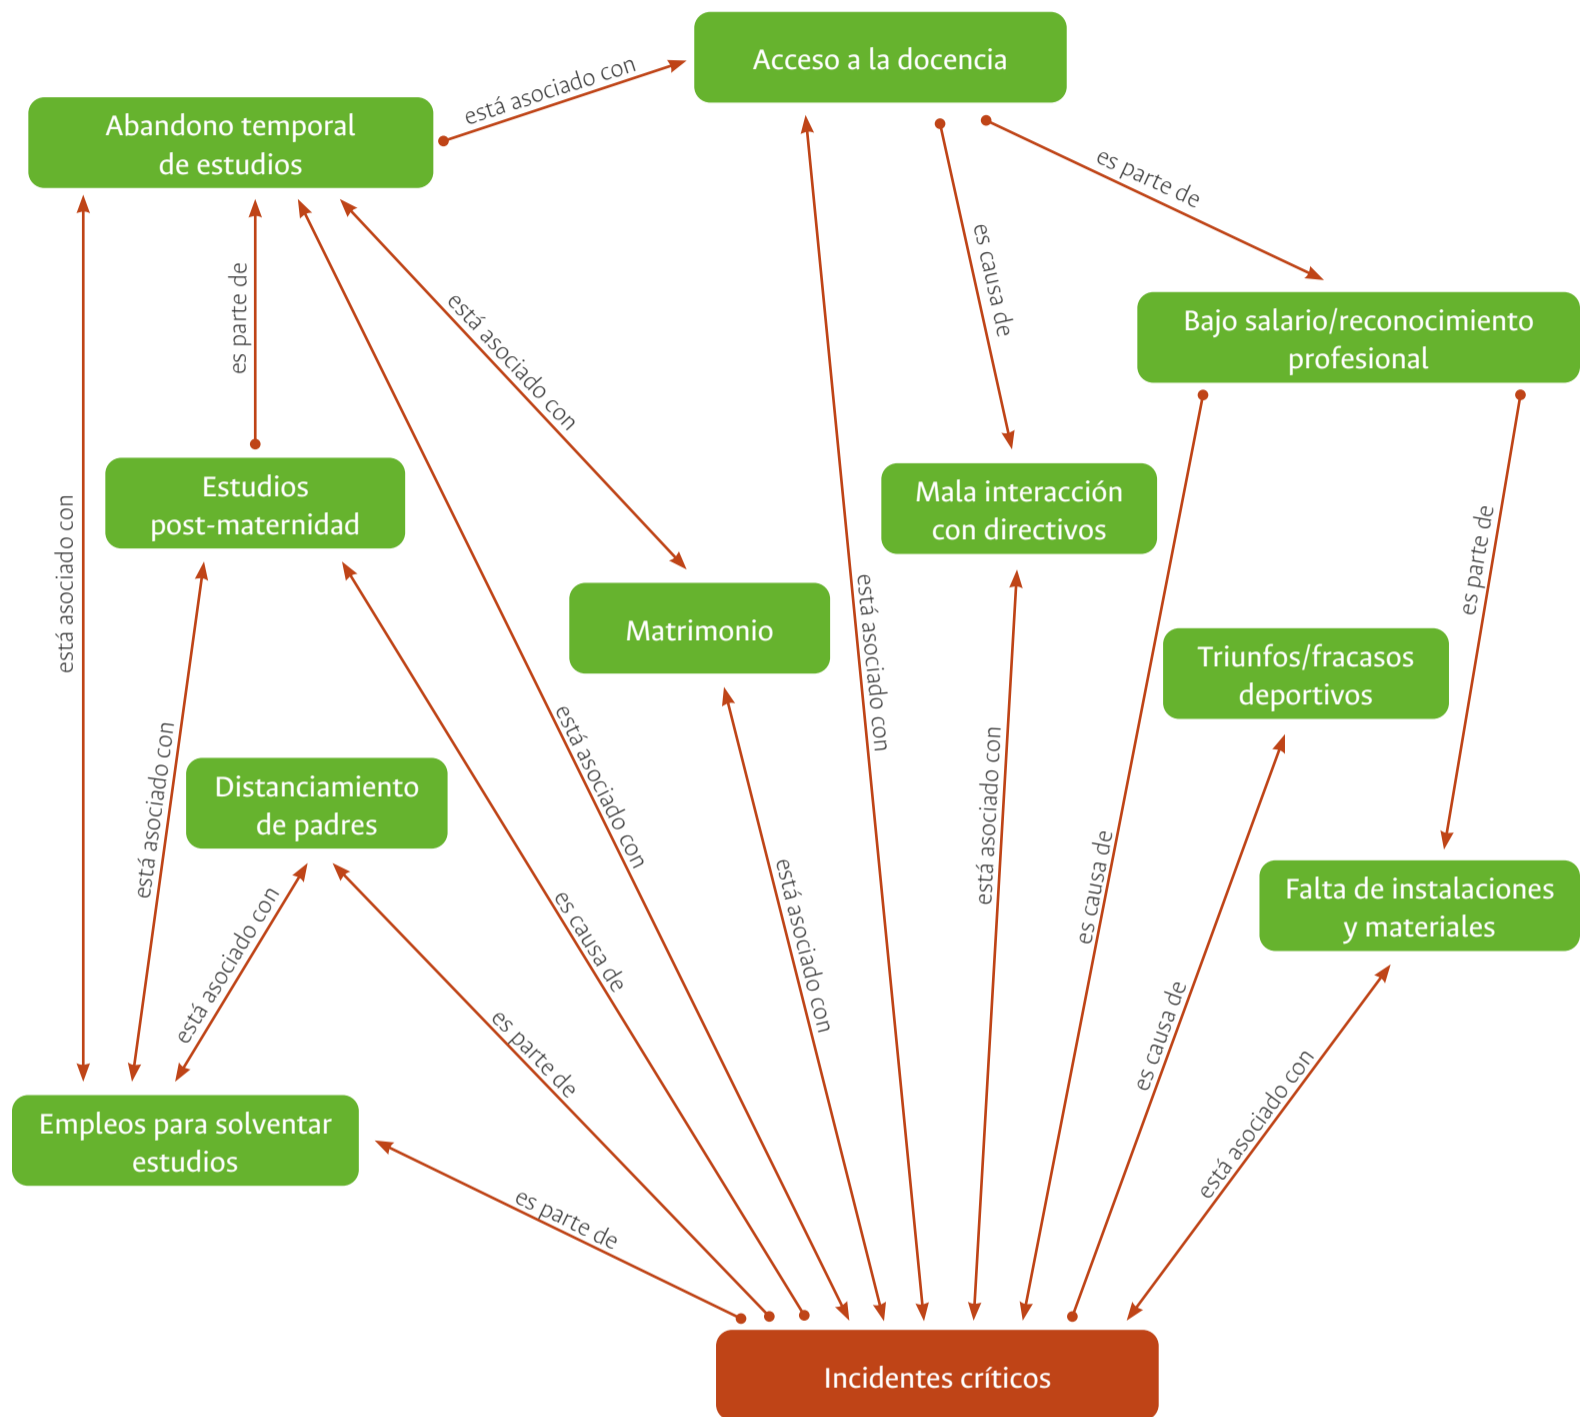 Acceso a la docencia
está asociado con
Abandono temporal
de estudios
es parte de
es causa de
es parte de
está asociado con
Bajo salario/reconocimiento
profesional
Estudios
post-maternidad
Mala interacción
con directivos
está asociado con
es parte de
Matrimonio
está asociado con
Triunfos/fracasos
deportivos
está asociado con
está asociado con
Distanciamiento
de padres
está asociado con
es causa de
Falta de instalaciones
y materiales
está asociado con
es causa de
está asociado con
es parte de
es causa de
está asociado con
Empleos para solventar
estudios
es parte de
Incidentes críticos